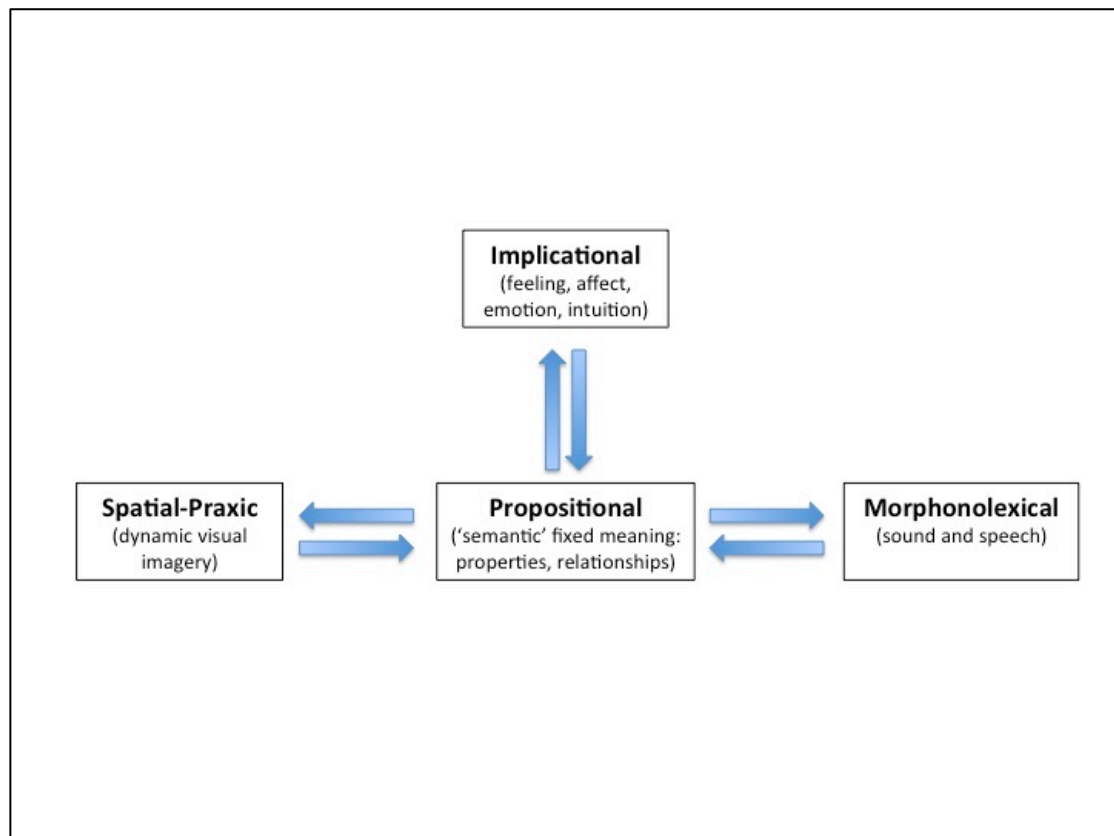 Implicational
(feeling, affect,
emotion, intuition)
Spatial-Praxic
(dynamic visual
imagery)
Propositional
(‘semantic’ fixed meaning:
properties, relationships)
Morphonolexical
(sound and speech)